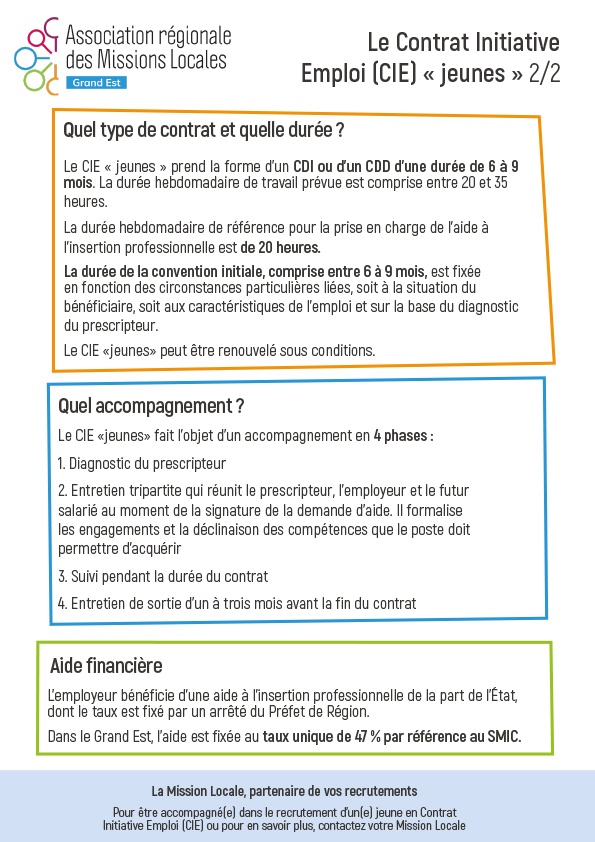 Association régionale
des Missions Locales
Grand Est
Le Contrat Initiative
Emploi (CIE) « jeunes » 2/2
Quel type de contrat et quelle durée ?
Le CIE « jeunes » prend la forme d'un CDI ou d'un CDD d'une durée de 6 à 9
mois. La durée hebdomadaire de travail prévue est comprise entre 20 et 35
heures.
La durée hebdomadaire de référence pour la prise en charge de l'aide à
l'insertion professionnelle est de 20 heures.
La durée de la convention initiale, comprise entre 6 à 9 mois, est fixée
en fonction des circonstances particulières liées, soit à la situation du
bénéficiaire, soit aux caractéristiques de l'emploi et sur la base du diagnostic
du prescripteur.
Le CIE «jeunes» peut être renouvelé sous conditions.
Quel accompagnement ?
Le CIE «jeunes» fait l'objet d'un accompagnement en 4 phases :
1. Diagnostic du prescripteur
2. Entretien tripartite qui réunit le prescripteur, l'employeur et le futur
salarié au moment de la signature de la demande d'aide. Il formalise
les engagements et la déclinaison des compétences que le poste doit
permettre d'acquérir
3. Suivi pendant la durée du contrat
4. Entretien de sortie d'un à trois mois avant la fin du contrat
Aide financière
L'employeur bénéficie d'une aide à l'insertion professionnelle de la part de l'État,
dont le taux est fixé par un arrêté du Préfet de Région.
Dans le Grand Est, l'aide est fixée au taux unique de 47 % par référence au SMIC.
La Mission Locale, partenaire de vos recrutements
Pour être accompagné(e) dans le recrutement d'un(e) jeune en Contrat
Initiative Emploi (CIE) ou pour en savoir plus, contactez votre Mission Locale